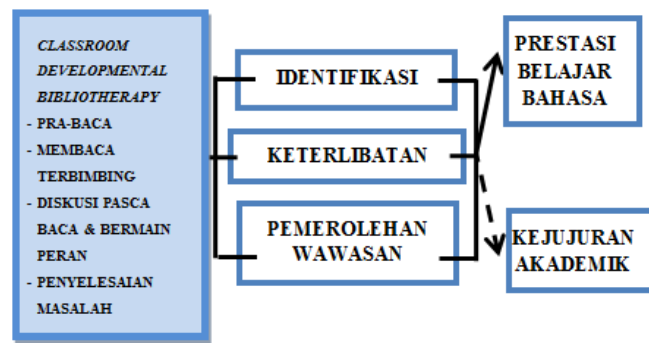 CLASSROOM
DEVELOPMENTAL
BIBLIOTHERAPY
- PRA-BACA
- MEMBACA
TERBIMBING
- DISKUSI PASCA
BACA & BERMAIN
PERAN
- PENYELESAIAN
MASALAH
IDENTIFIKASI
KETERLIBATAN
PEMEROLEHAN
WAWASAN
PRESTASI
BELAJAR
BAHASA
KEJUJURAN
AKADEMIK